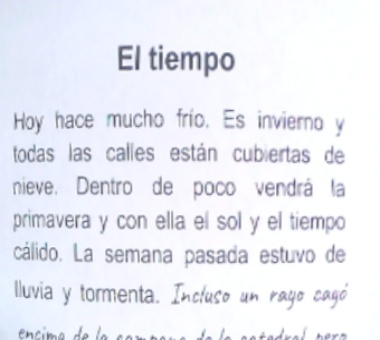 El tiempo
Hoy hace mucho frío. Es invierno y
todas las calles están cubiertas de
nieve. Dentro de poco vendrá la
primavera y con ella el sol y el tiempo
cálido. La semana pasada estuvo de
lluvia y tormenta. Incluso un rayo cayó
encima de la campana de la catedral pero